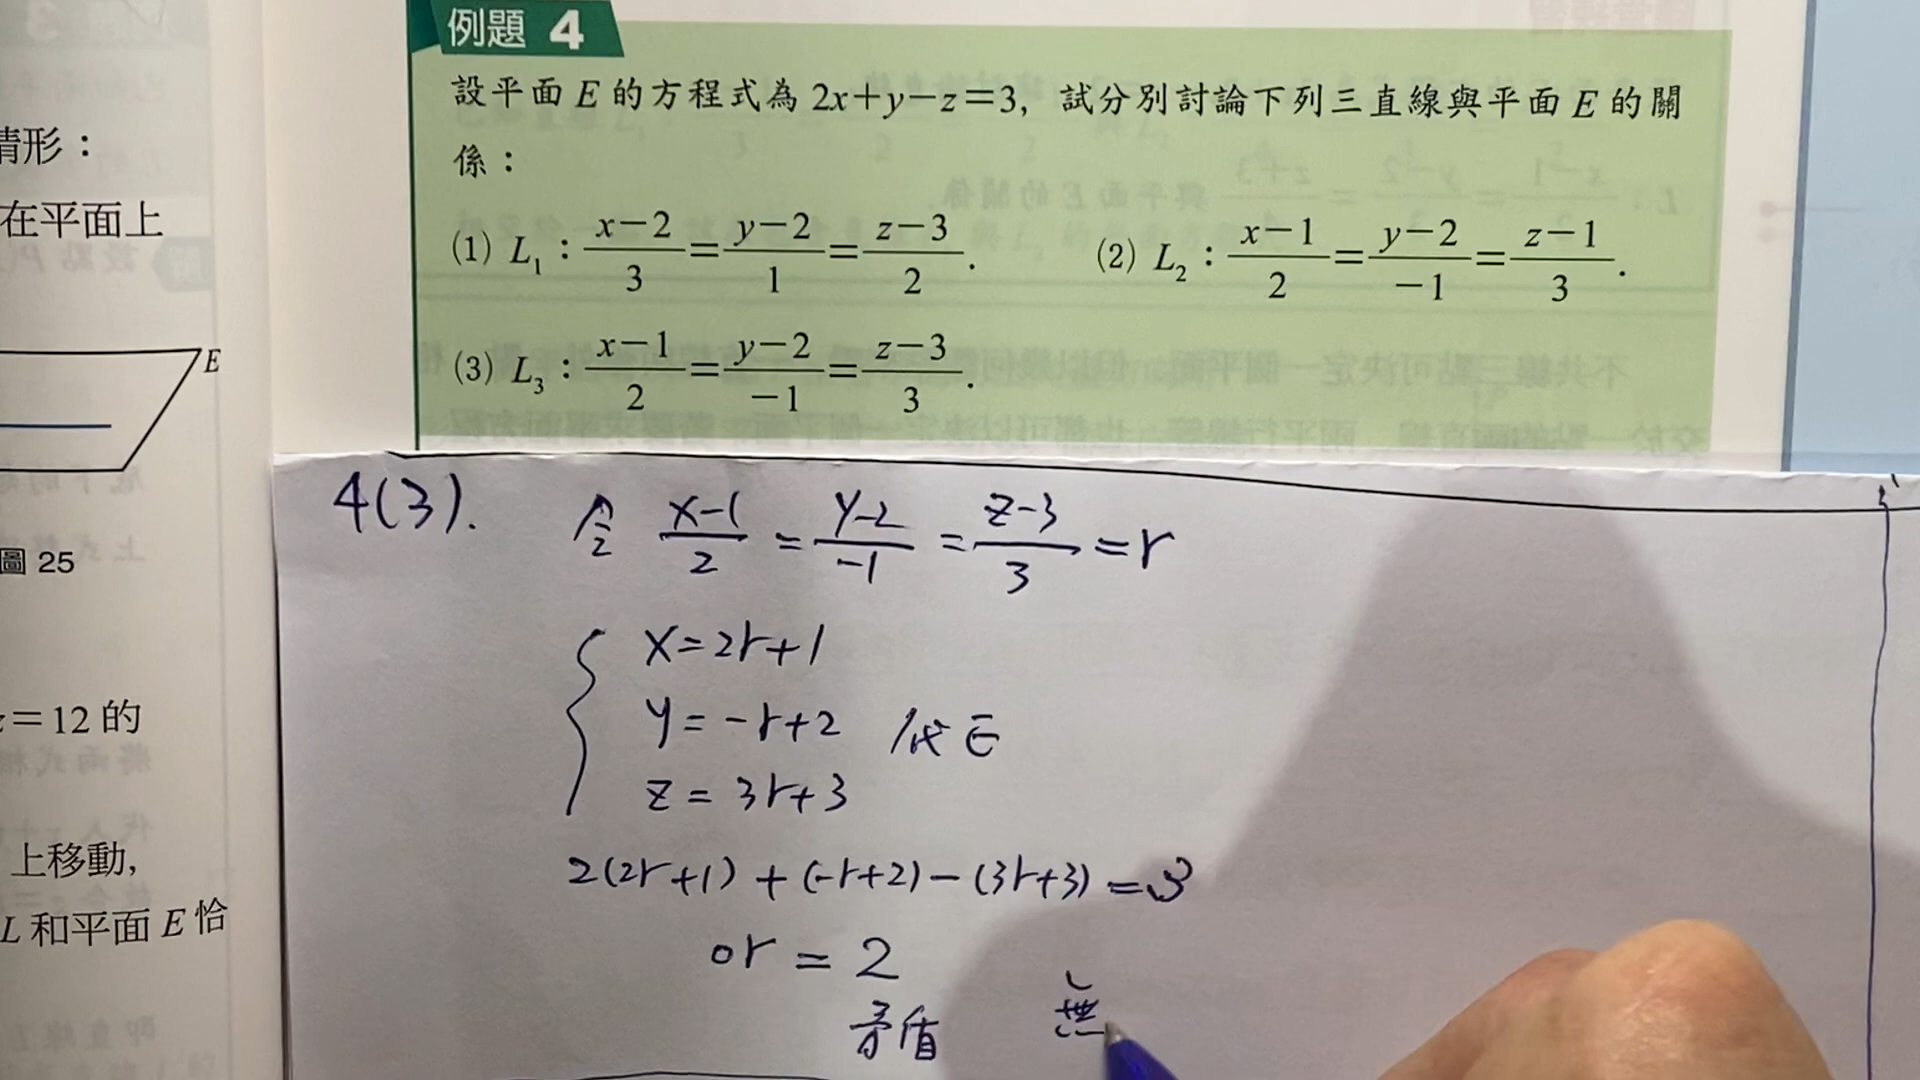 例題 4
設平面 E 的方程式為 2x+y−z=3, 試分別討論下列三直線與平面 E 的關
係：
(1) L₁：(x−2)/3=(y−2)/1=(z−3)/2. (2) L₂：(x−1)/2=(y−2)/−1=(z−1)/3.
(3) L₃：(x−1)/2=(y−2)/−1=(z−3)/3.
情形：
在平面上
E
圖 25
=12 的
上移動,
L 和平面 E 恰
4(3). 令 (x-1)/2 = (y-2)/-1 = (z-3)/3 = r
x=2r+1
y=-r+2 代E
z=3r+3
2(2r+1)+(-r+2)-(3r+3)=3
0r=2
矛盾 無